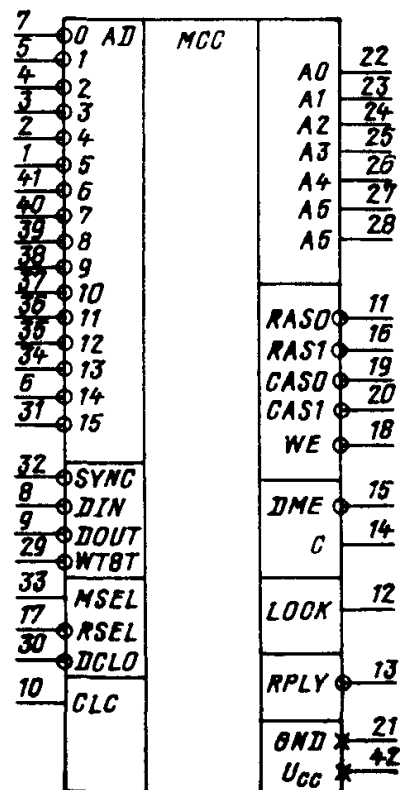 7 0 AD MCC
5 1
4 2
3 3
2 4
1 5
41 6
40 7
39 8
38 9
37 10
36 11
35 12
34 13
6 14
31 15
32 SYNC
8 DIN
9 DOUT
29 WTBT
33 MSEL
17 RSEL
30 DCLO
10 CLC
A0 22
A1 23
A2 24
A3 25
A4 26
A5 27
A6 28
RAS0 11
RAS1 16
CAS0 19
CAS1 20
WE 18
DME 15
C 14
LOCK 12
RPLY 13
GND 21
Ucc 42